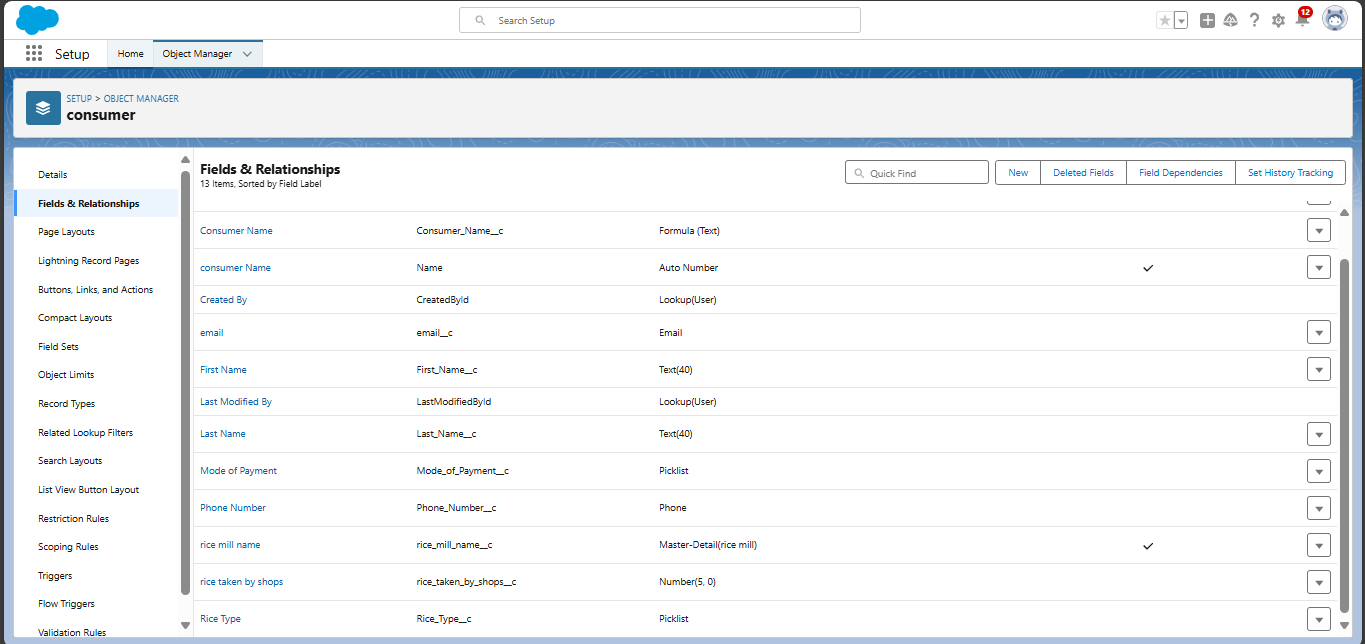 Search Setup
12
Setup
Home
Object Manager
SETUP > OBJECT MANAGER
consumer
Details
Fields & Relationships
Page Layouts
Lightning Record Pages
Buttons, Links, and Actions
Compact Layouts
Field Sets
Object Limits
Record Types
Related Lookup Filters
Search Layouts
List View Button Layout
Restriction Rules
Scoping Rules
Triggers
Flow Triggers
Validation Rules
Fields & Relationships
13 Items, Sorted by Field Label
Quick Find
New
Deleted Fields
Field Dependencies
Set History Tracking
Consumer Name Consumer_Name__c Formula (Text)
consumer Name Name Auto Number
Created By CreatedById Lookup(User)
email email__c Email
First Name First_Name__c Text(40)
Last Modified By LastModifiedById Lookup(User)
Last Name Last_Name__c Text(40)
Mode of Payment Mode_of_Payment__c Picklist
Phone Number Phone_Number__c Phone
rice mill name rice_mill_name__c Master-Detail(rice mill)
rice taken by shops rice_taken_by_shops__c Number(5, 0)
Rice Type Rice_Type__c Picklist